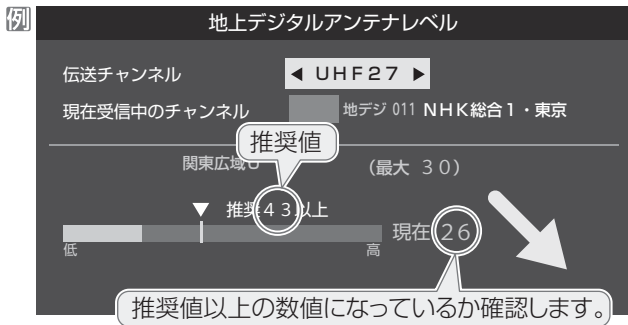 例
地上デジタルアンテナレベル
伝送チャンネル ◀ UHF27 ▶
現在受信中のチャンネル 地デジ 011 NHK総合1・東京
推奨値
関東広域 (最大 30)
推奨43以上
現在 26
低 高
推奨値以上の数値になっているか確認します。